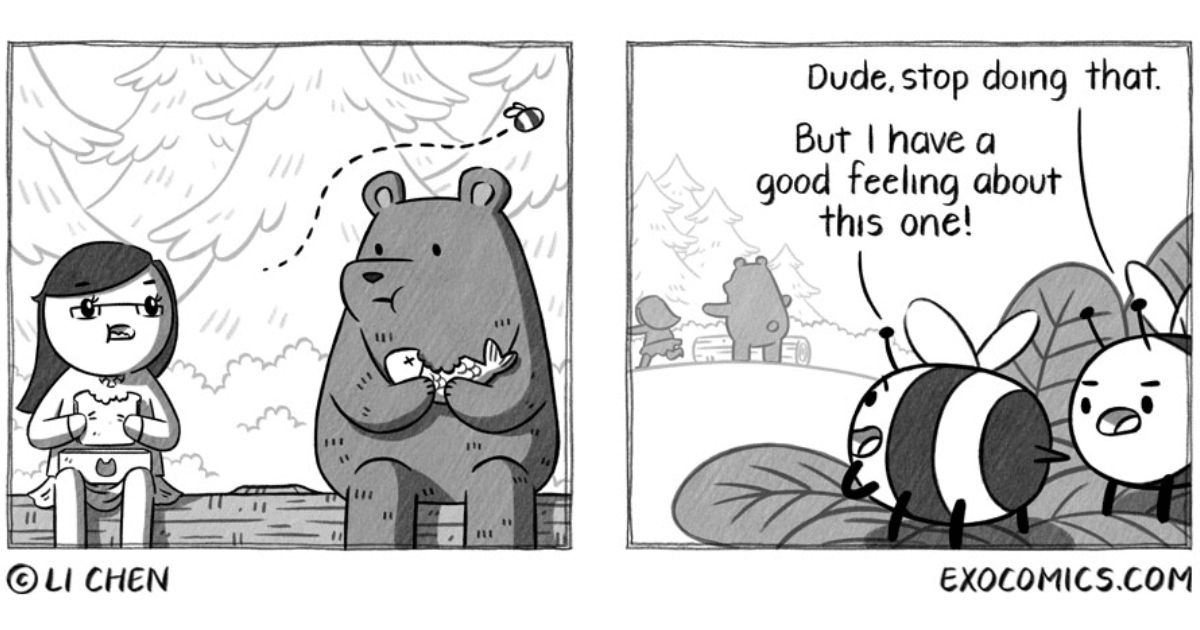 Dude, stop doing that.
But I have a
good feeling about
this one!
© LI CHEN
EXOCOMICS.COM